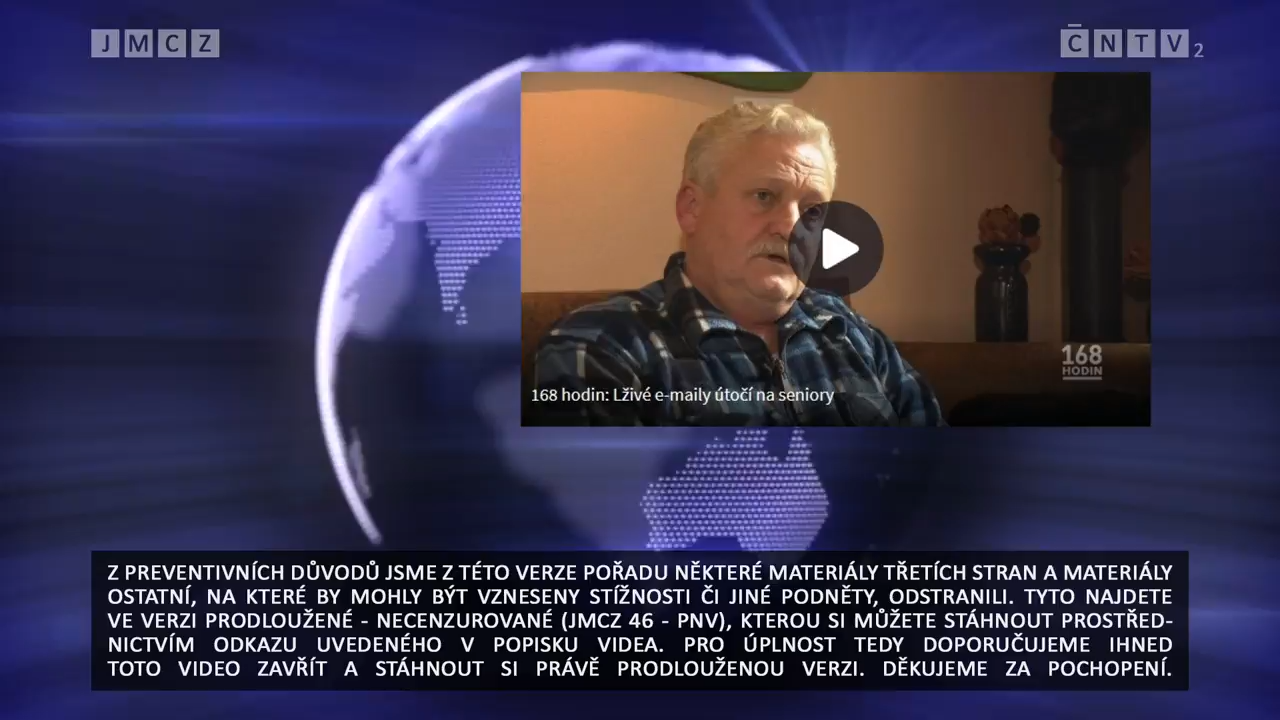 JMCZ
ČNTV2
168
HODIN
168 hodin: Lživé e-maily útočí na seniory
Z PREVENTIVNÍCH DŮVODŮ JSME Z TÉTO VERZE POŘADU NĚKTERÉ MATERIÁLY TŘETÍCH STRAN A MATERIÁLY
OSTATNÍ, NA KTERÉ BY MOHLY BÝT VZNESENY STÍŽNOSTI ČI JINÉ PODNĚTY, ODSTRANILI. TYTO NAJDETE
VE VERZI PRODLOUŽENÉ - NECENZUROVANÉ (JMCZ 46 - PNV), KTEROU SI MŮŽETE STÁHNOUT PROSTŘED-
NICTVÍM ODKAZU UVEDENÉHO V POPISKU VIDEA. PRO ÚPLNOST TEDY DOPORUČUJEME IHNED
TOTO VIDEO ZAVŘÍT A STÁHNOUT SI PRÁVĚ PRODLOUŽENOU VERZI. DĚKUJEME ZA POCHOPENÍ.